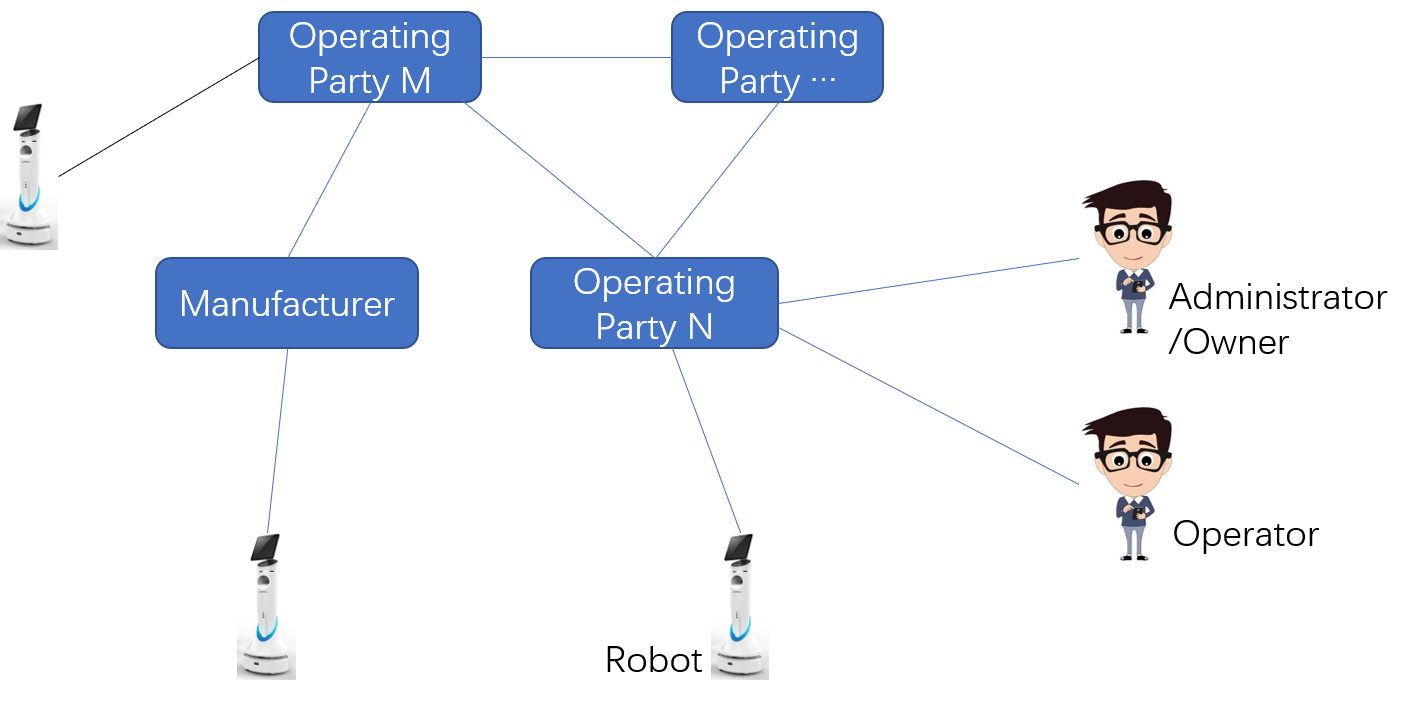 Operating
Party M
Operating
Party ···
Manufacturer
Operating
Party N
Administrator
/Owner
Operator
Robot